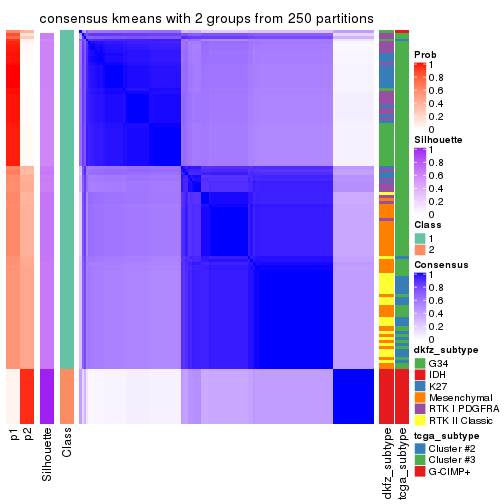 consensus kmeans with 2 groups from 250 partitions
Prob
1
0.8
0.6
0.4
0.2
0
Silhouette
1
0.8
0.6
0.4
0.2
0
Class
1
2
Consensus
1
0.8
0.6
0.4
0.2
0
dkfz_subtype
G34
IDH
K27
Mesenchymal
RTK I PDGFRA
RTK II Classic
tcga_subtype
Cluster #2
Cluster #3
G-CIMP+
p1
p2
Silhouette
Class
dkfz_subtype
tcga_subtype